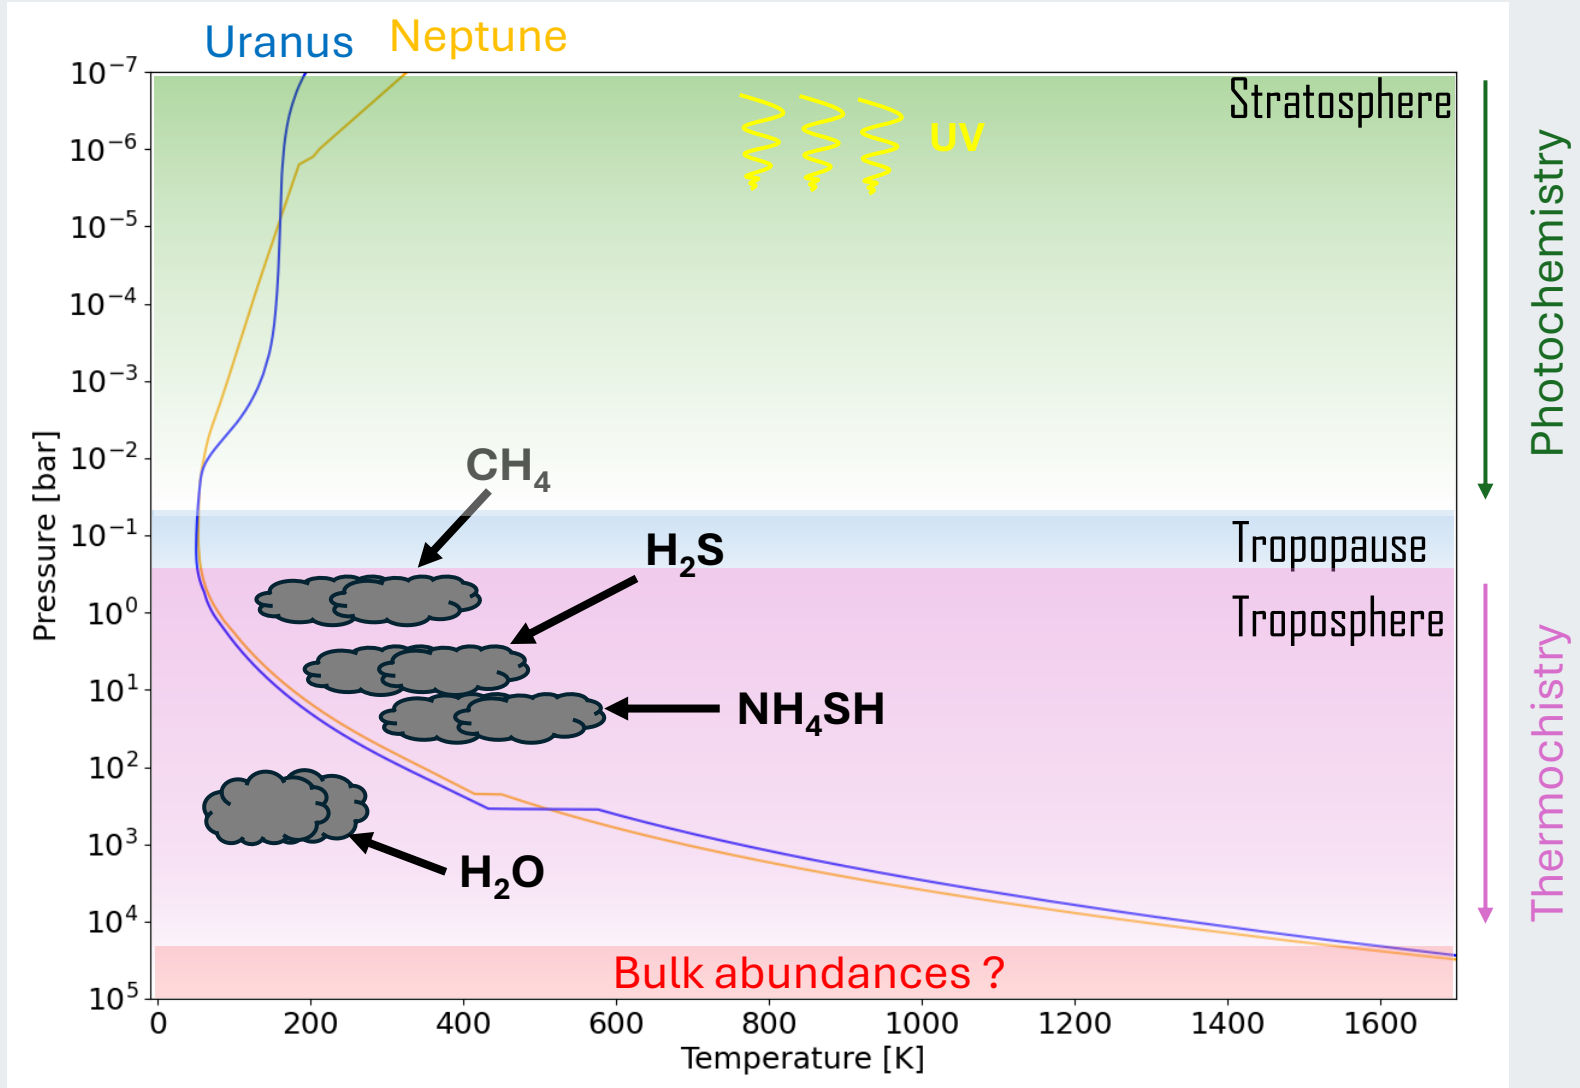 Uranus Neptune
Stratosphere
UV
Photochemistry
CH₄
H₂S
Tropopause
Troposphere
NH₄SH
H₂O
Thermochistry
Bulk abundances ?
Pressure [bar]
10⁻⁷
10⁻⁶
10⁻⁵
10⁻⁴
10⁻³
10⁻²
10⁻¹
10⁰
10¹
10²
10³
10⁴
10⁵
0 200 400 600 800 1000 1200 1400 1600
Temperature [K]